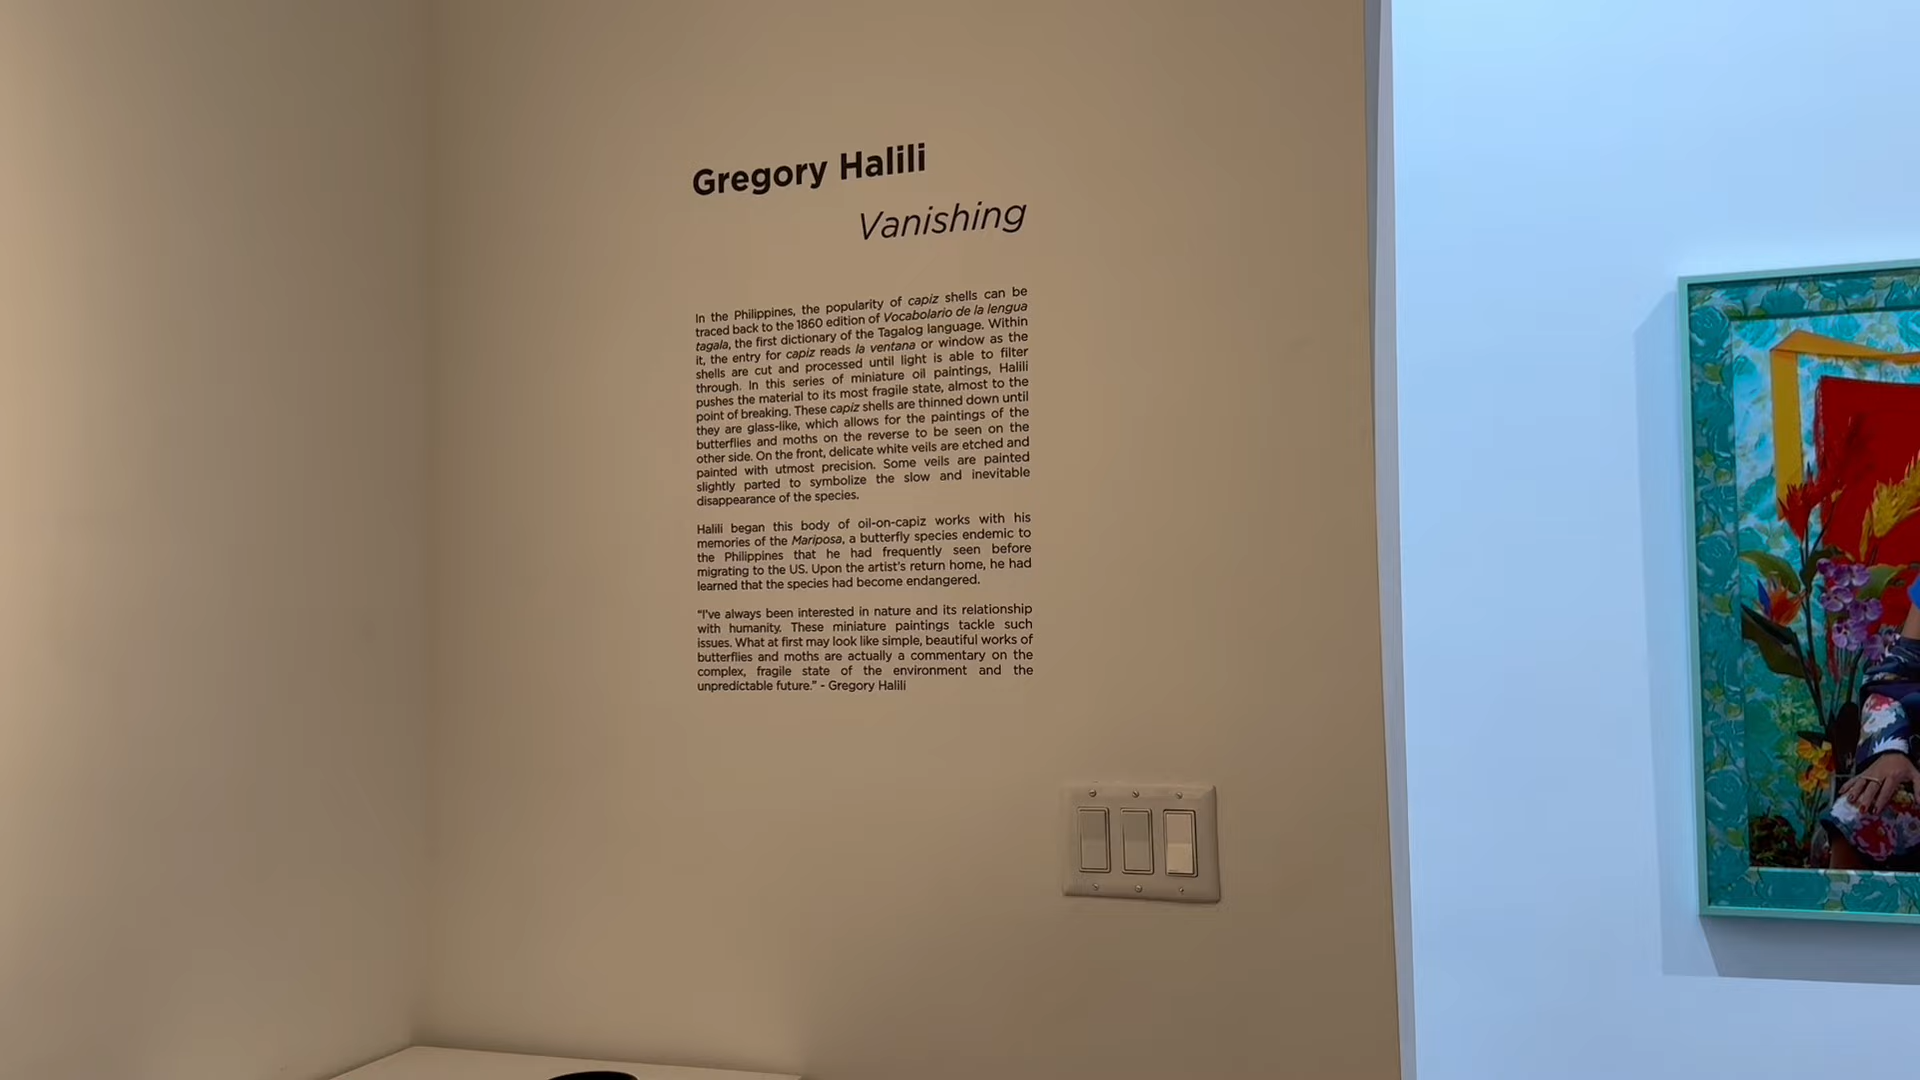 Gregory Halili
Vanishing
In the Philippines, the popularity of capiz shells can be
traced back to the 1860 edition of Vocabolario de la lengua
tagala, the first dictionary of the Tagalog language. Within
it, the entry for capiz reads la ventana or window as the
shells are cut and processed until light is able to filter
through. In this series of miniature oil paintings, Halili
pushes the material to its most fragile state, almost to the
point of breaking. These capiz shells are thinned down until
they are glass-like, which allows for the paintings of the
butterflies and moths on the reverse to be seen on the
other side. On the front, delicate white veils are etched and
painted with utmost precision. Some veils are painted
slightly parted to symbolize the slow and inevitable
disappearance of the species.
Halili began this body of oil-on-capiz works with his
memories of the Mariposa, a butterfly species endemic to
the Philippines that he had frequently seen before
migrating to the US. Upon the artist's return home, he had
learned that the species had become endangered.
"I've always been interested in nature and its relationship
with humanity. These miniature paintings tackle such
issues. What at first may look like simple, beautiful works of
butterflies and moths are actually a commentary on the
complex, fragile state of the environment and the
unpredictable future." - Gregory Halili